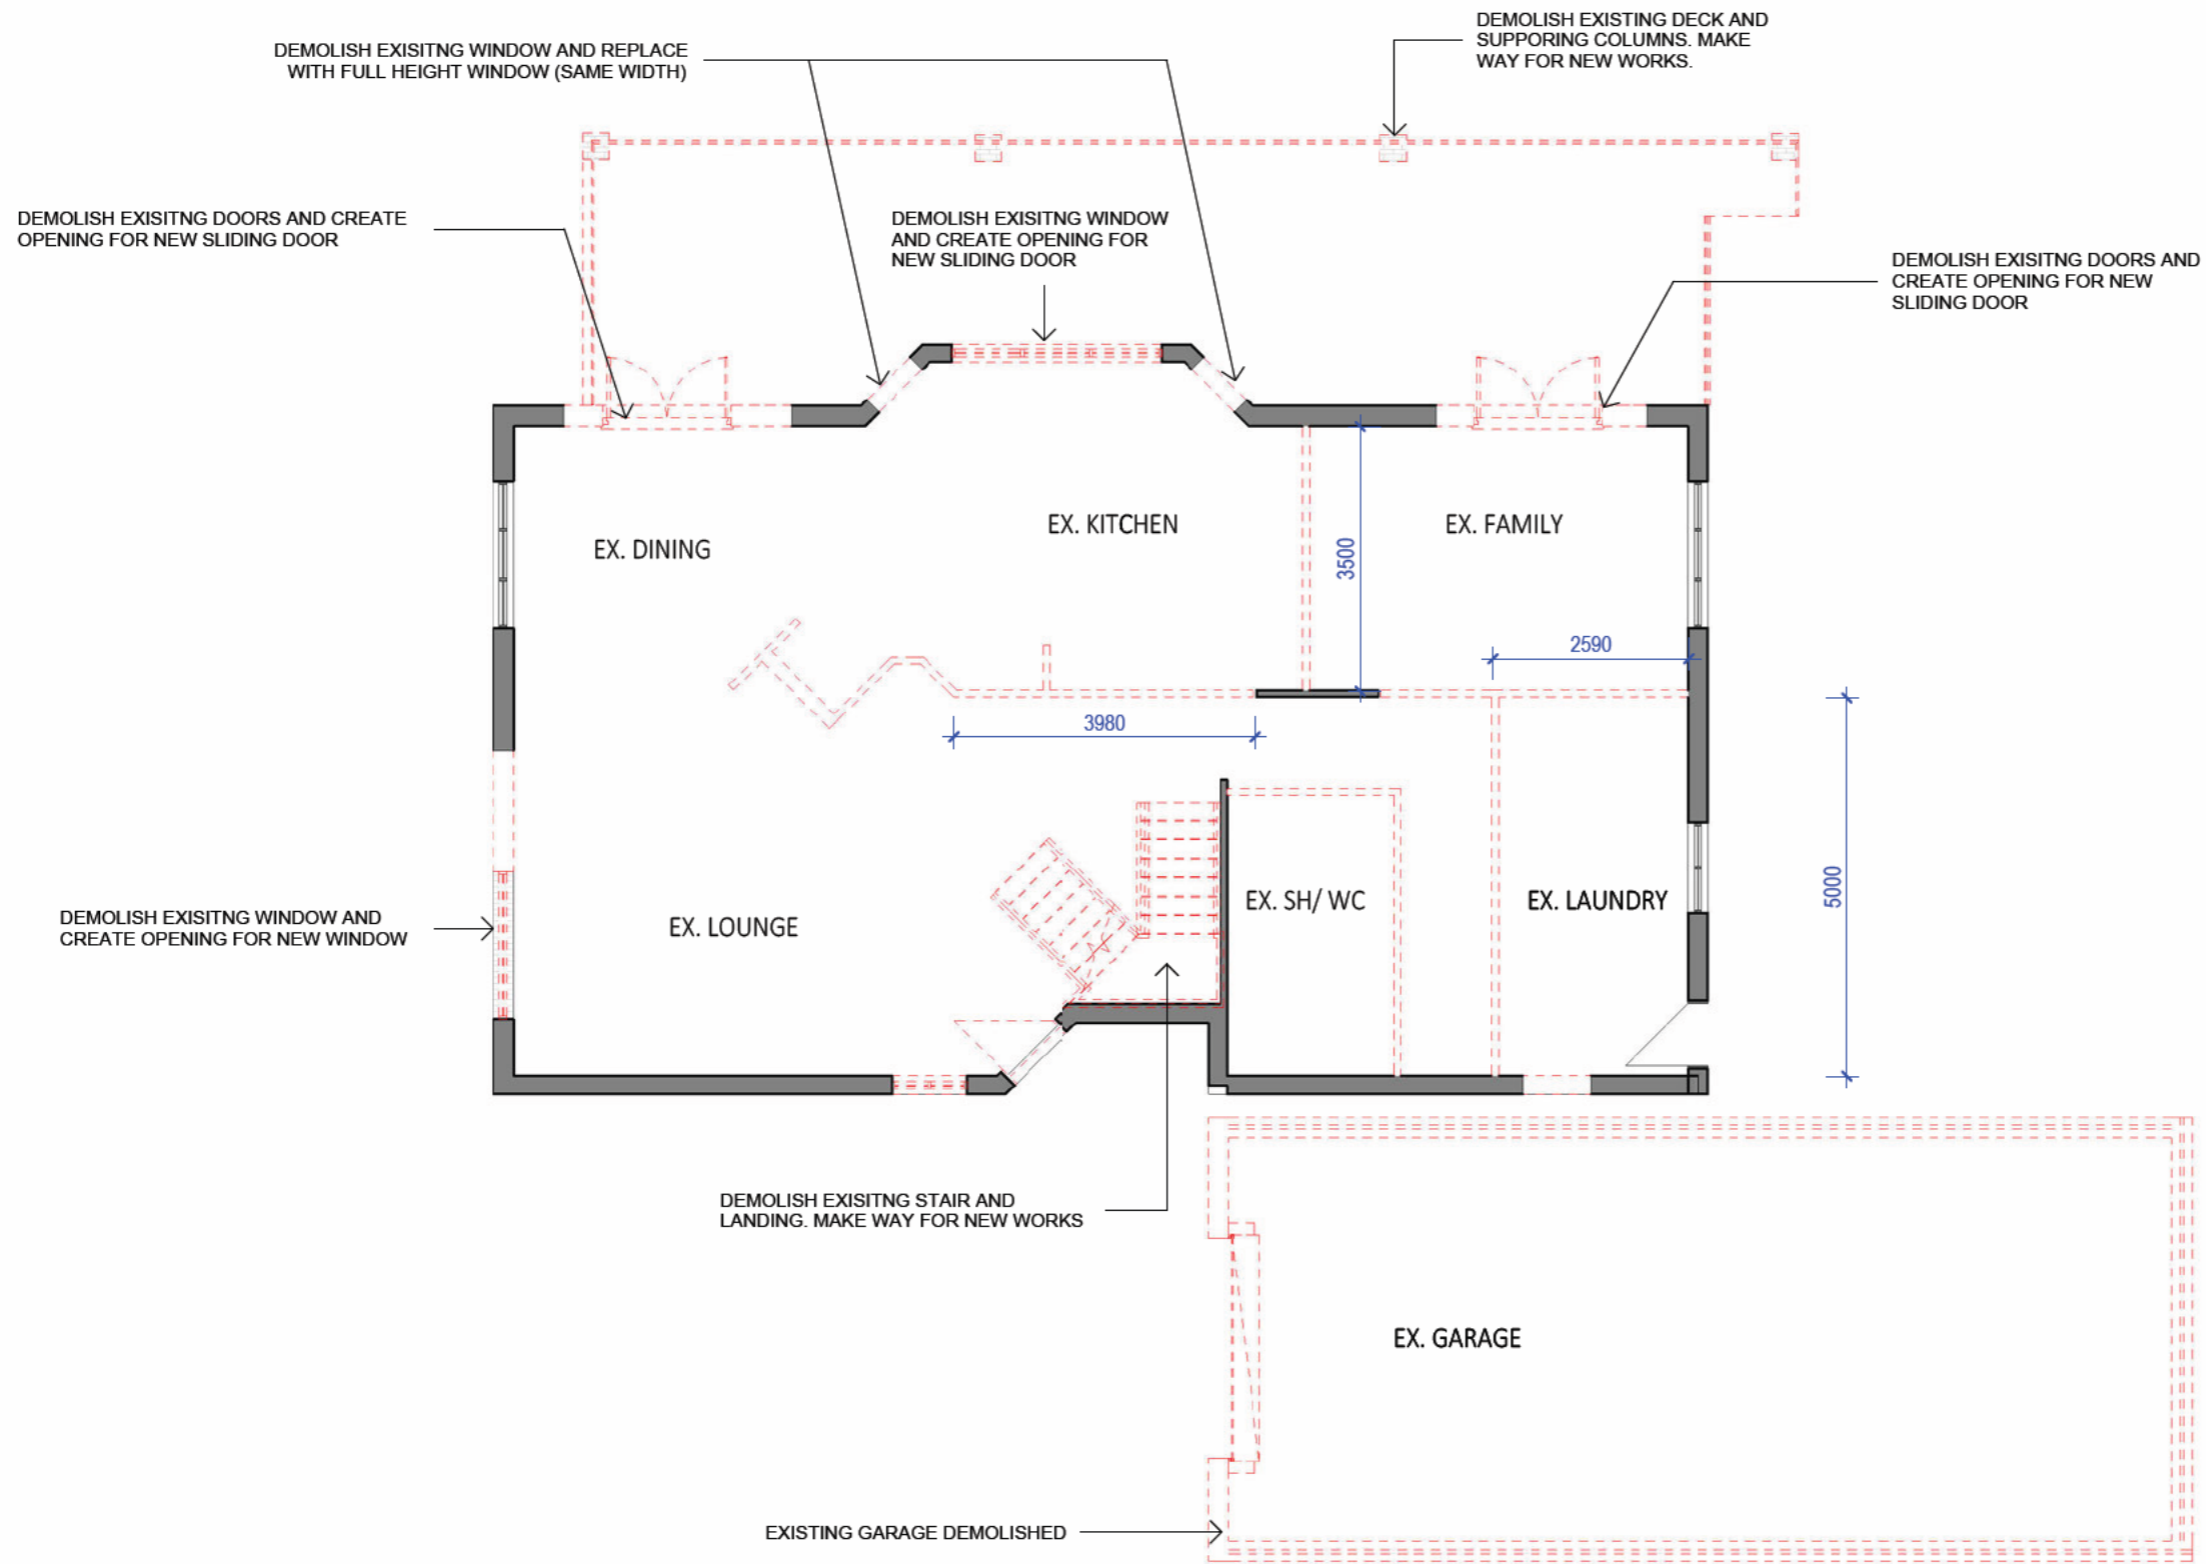 DEMOLISH EXISTING DECK AND
SUPPORING COLUMNS. MAKE
WAY FOR NEW WORKS.
DEMOLISH EXISITNG WINDOW AND REPLACE
WITH FULL HEIGHT WINDOW (SAME WIDTH)
DEMOLISH EXISITNG DOORS AND CREATE
OPENING FOR NEW SLIDING DOOR
DEMOLISH EXISITNG WINDOW
AND CREATE OPENING FOR
NEW SLIDING DOOR
DEMOLISH EXISITNG DOORS AND
CREATE OPENING FOR NEW
SLIDING DOOR
EX. DINING
EX. KITCHEN
EX. FAMILY
3500
2590
3980
5000
EX. SH/ WC
EX. LAUNDRY
EX. LOUNGE
DEMOLISH EXISITNG WINDOW AND
CREATE OPENING FOR NEW WINDOW
DEMOLISH EXISITNG STAIR AND
LANDING. MAKE WAY FOR NEW WORKS
EX. GARAGE
EXISTING GARAGE DEMOLISHED